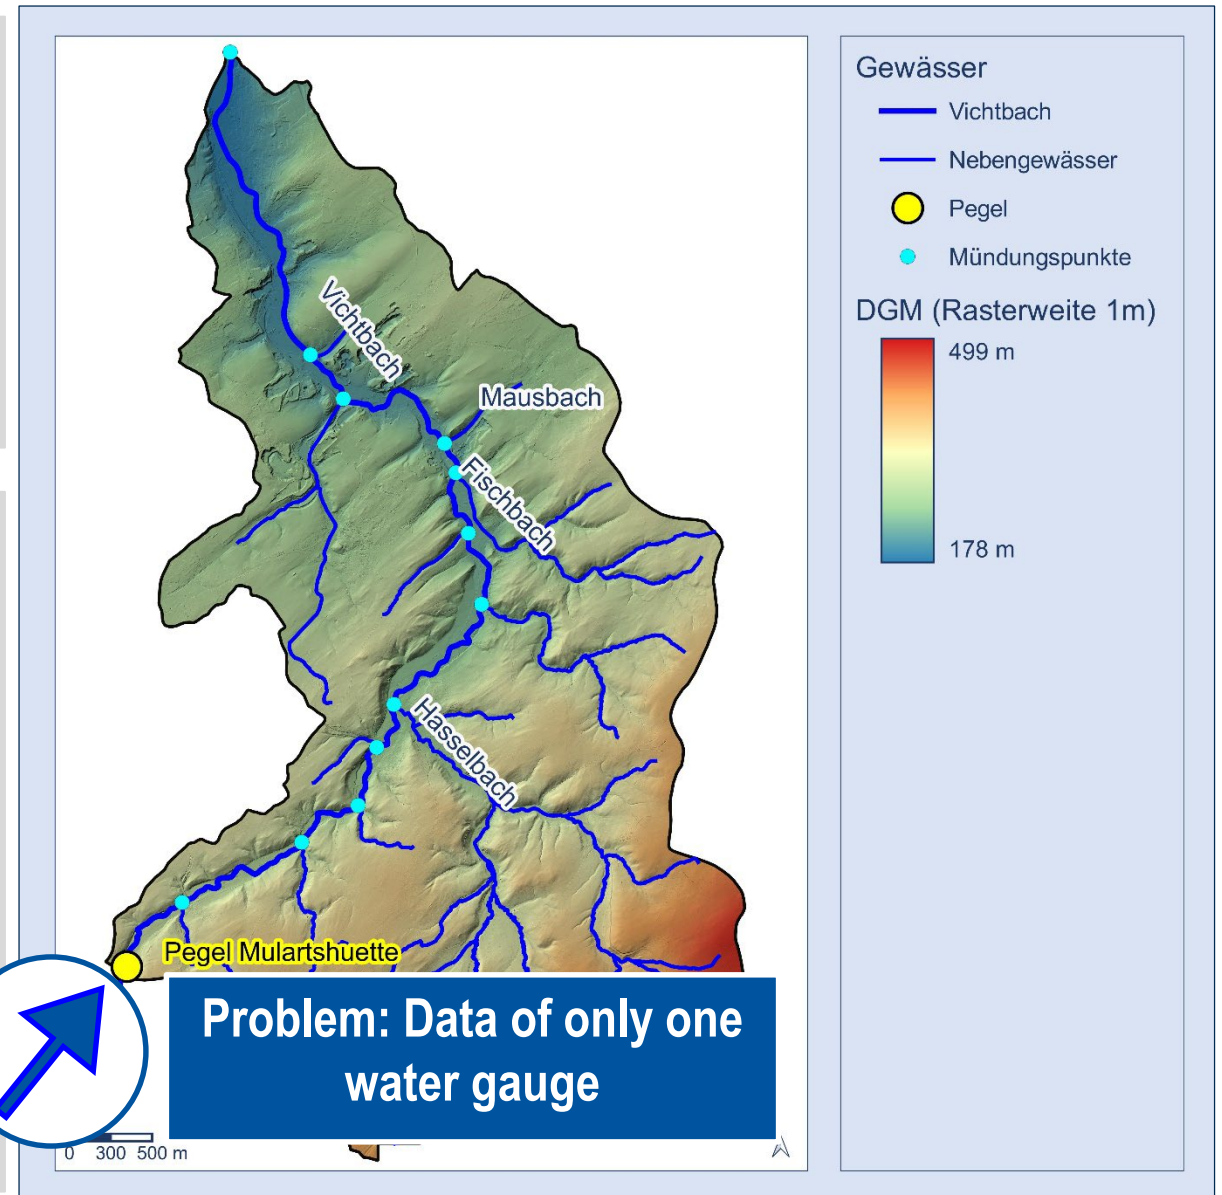 Gewässer
Vichtbach
Nebengewässer
Pegel
Mündungspunkte
DGM (Rasterweite 1m)
499 m
178 m
Vichtbach
Mausbach
Fischbach
Hasselbach
Pegel Mulartshuette
Problem: Data of only one
water gauge
0 300 500 m